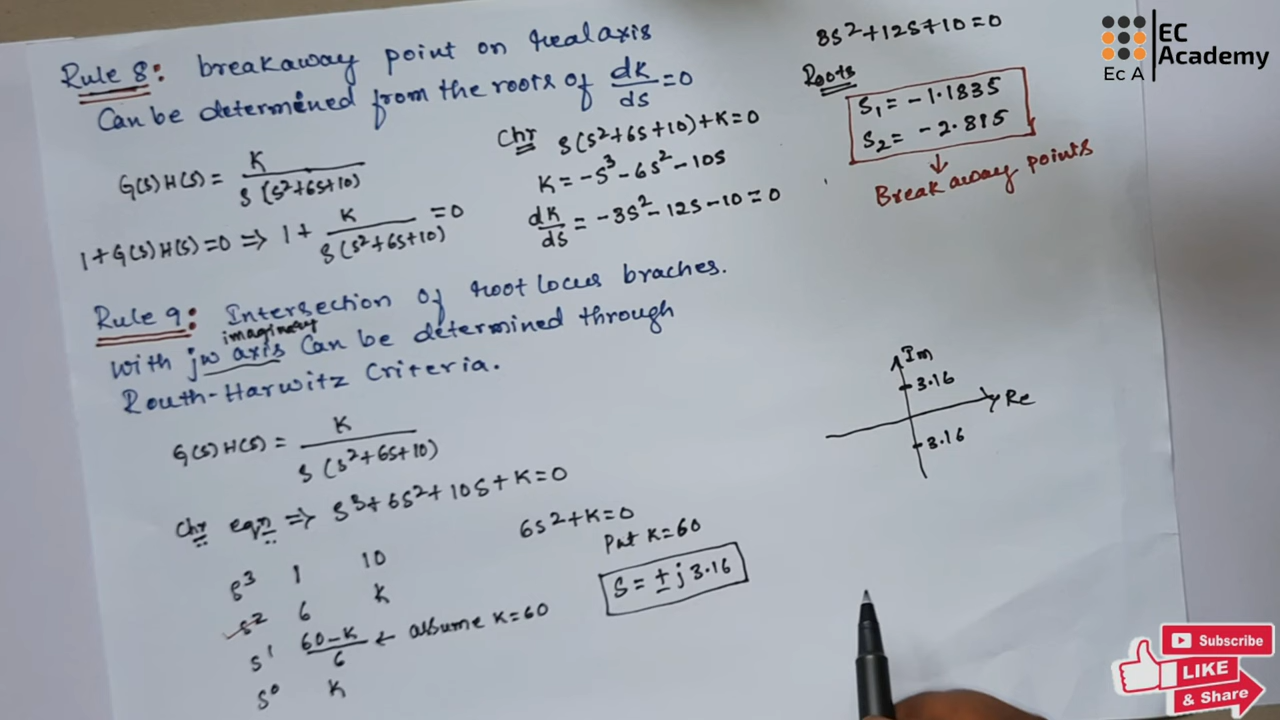 Rule 8: breakaway point on real axis
Can be determined from the roots of dk/ds = 0
G(s)H(s) = K / s(s²+6s+10)
1+G(s)H(s)=0 ⇒ 1+ K / s(s²+6s+10) = 0
Chr s(s²+6s+10)+K=0
K = -s³-6s²-10s
dK/ds = -3s²-12s-10=0
3s²+12s+10=0
Roots
s₁ = -1.1835
s₂ = -2.815
Break away points
EC Academy
Ec A
Rule 9: Intersection of root locus braches.
imaginary
with jw axis can be determined through
Routh-Harwitz Criteria.
G(s)H(s) = K / s(s²+6s+10)
Chr eqn ⇒ s³+6s²+10s+K=0
s³ 1 10
s² 6 K
s¹ 60-K / 6 ← assume K=60
s⁰ K
6s²+K=0
Put K=60
S = ±j3.16
Im
3.16
Re
3.16
Subscribe
LIKE
& Share